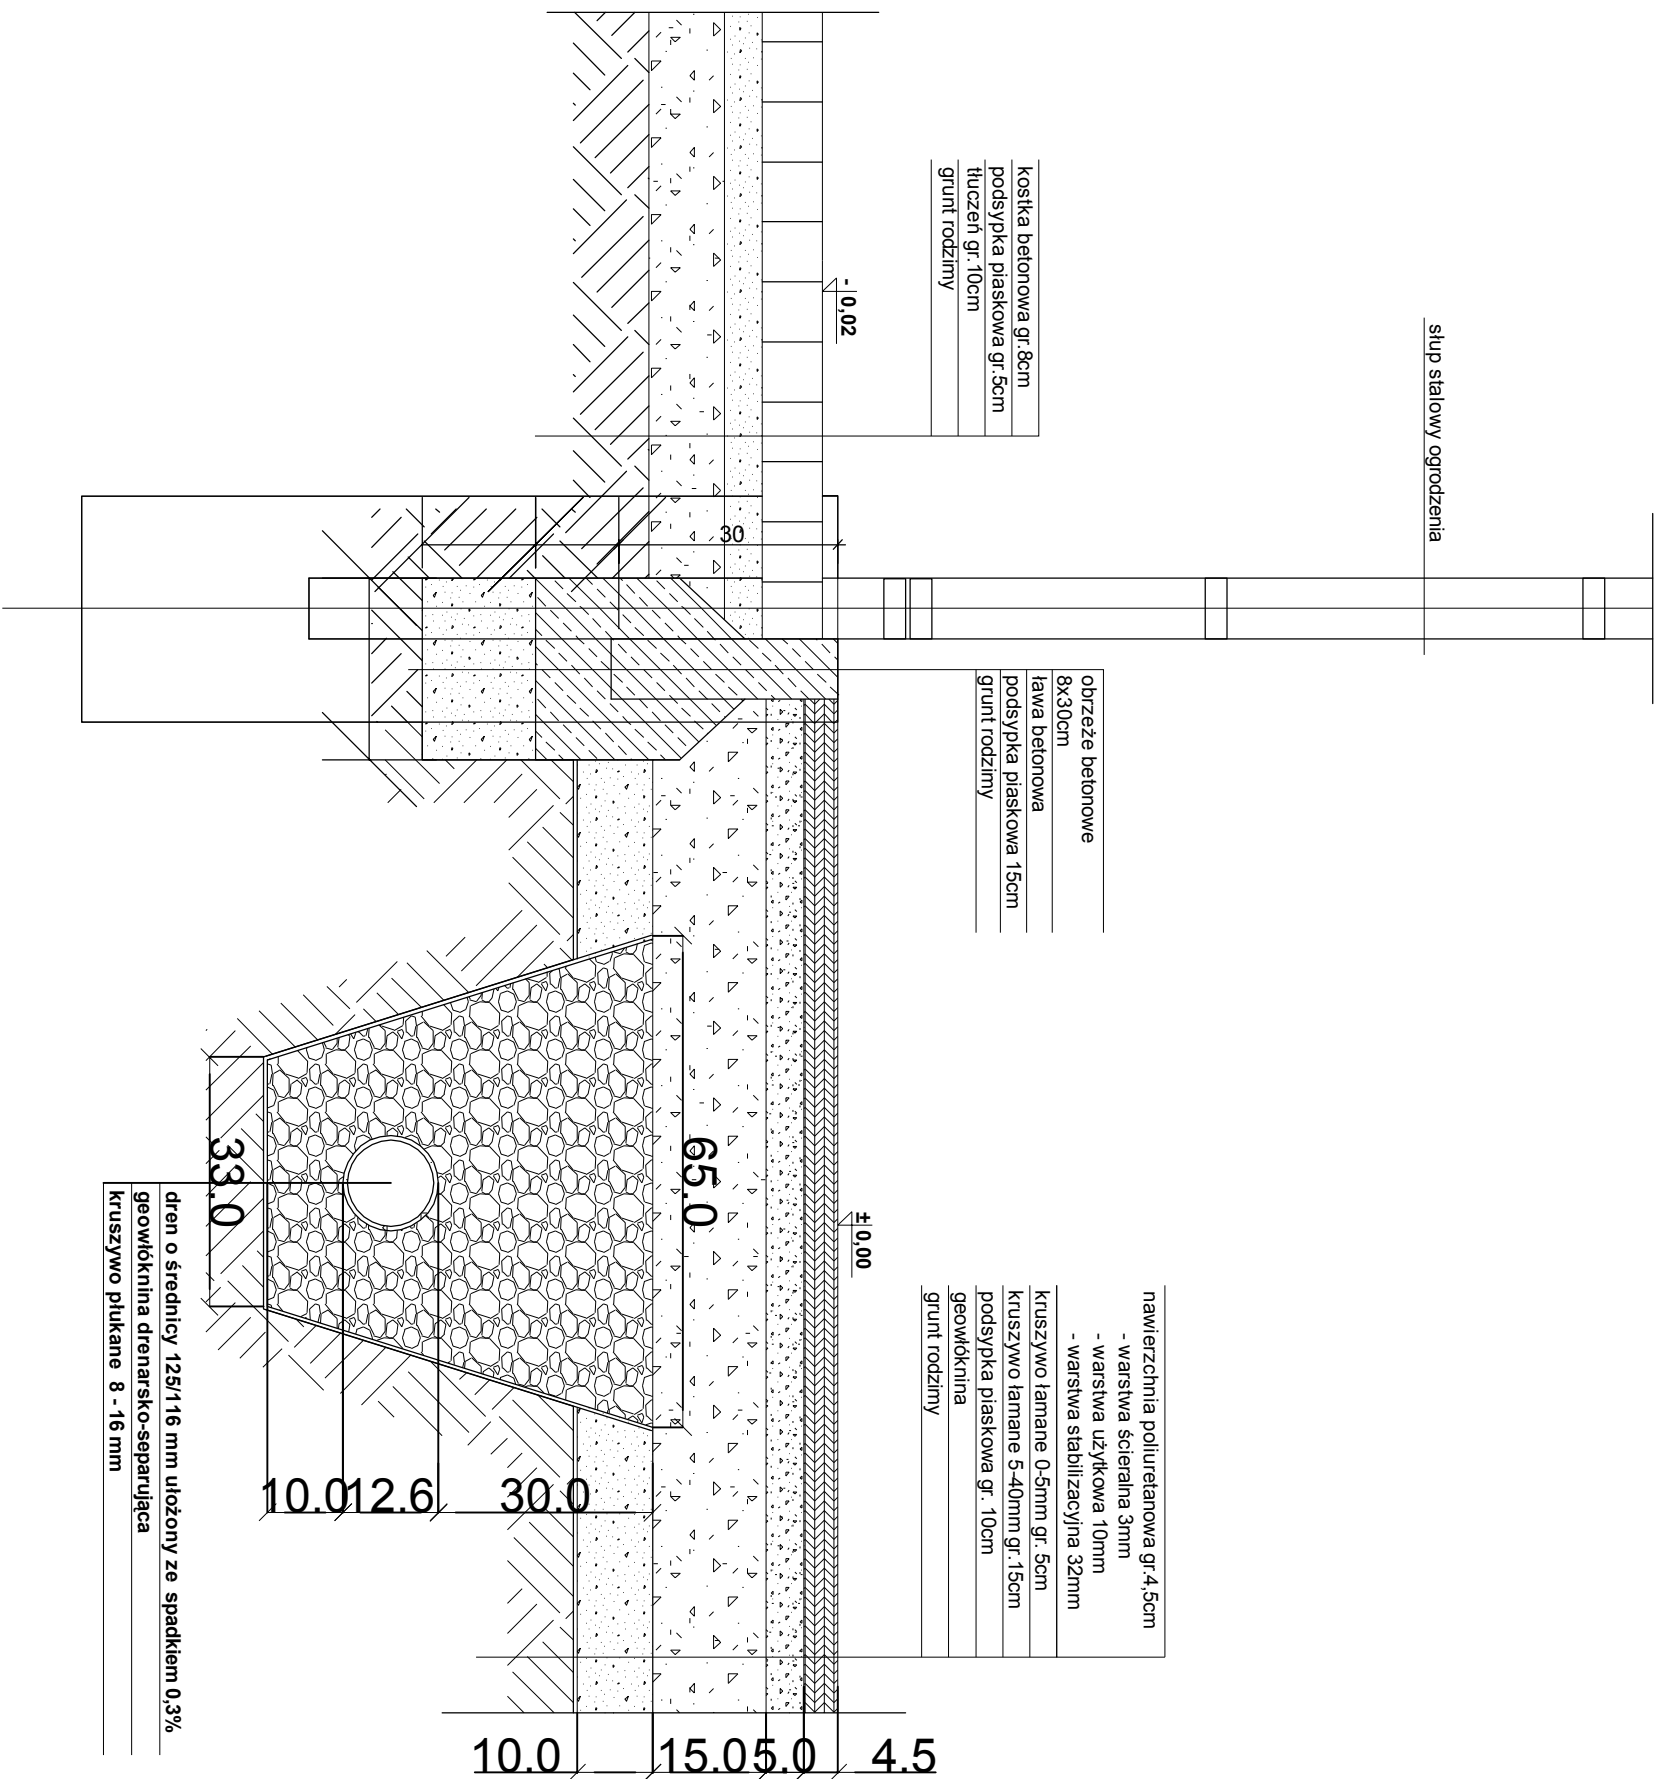 słup stalowy ogrodzenia
kostka betonowa gr.8cm
podsypka piaskowa gr.5cm
tłuczeń gr.10cm
grunt rodzimy
- 0,02
30
obrzeże betonowe
8x30cm
ława betonowa
podsypka piaskowa 15cm
grunt rodzimy
nawierzchnia poliuretanowa gr.4,5cm
- warstwa ścieralna 3mm
- warstwa użytkowa 10mm
- warstwa stabilizacyjna 32mm
kruszywo łamane 0-5mm gr. 5cm
kruszywo łamane 5-40mm gr.15cm
podsypka piaskowa gr. 10cm
geowłóknina
grunt rodzimy
±0,00
65.0
33.0
10.0
12.6
30.0
10.0
15.0
5.0
4.5
dren o średnicy 125/116 mm ułożony ze spadkiem 0,3%
geowłóknina drenarsko-separująca
kruszywo płukane 8 - 16 mm